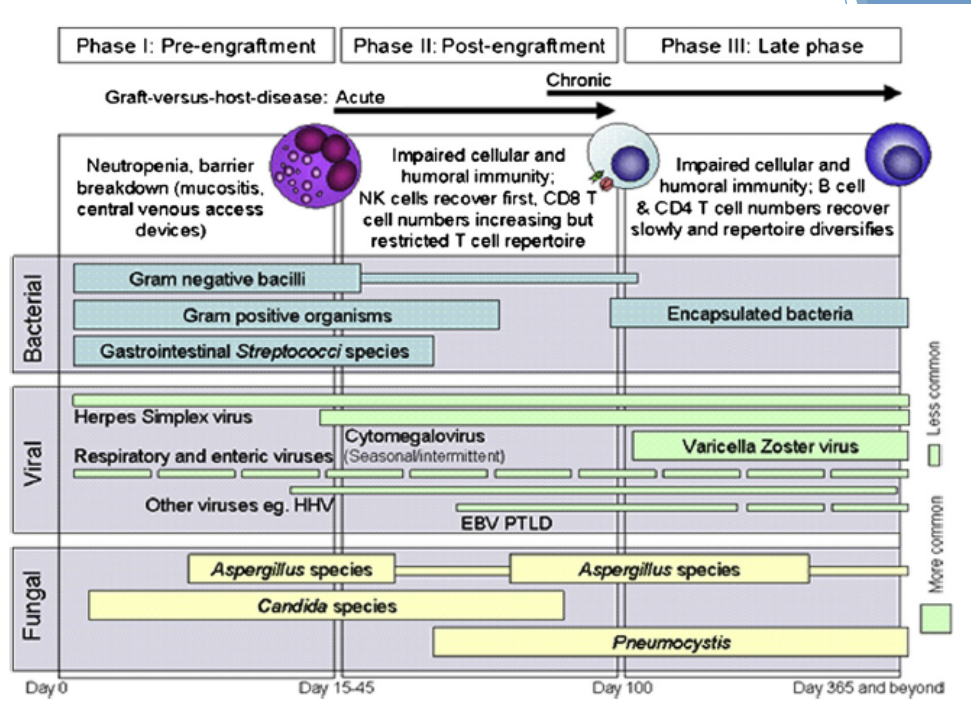 Phase I: Pre-engraftment
Phase II: Post-engraftment
Phase III: Late phase
Chronic
Graft-versus-host-disease: Acute
Neutropenia, barrier
breakdown (mucositis,
central venous access
devices)
Impaired cellular and
humoral immunity;
NK cells recover first, CD8 T
cell numbers increasing but
restricted T cell repertoire
Impaired cellular and
humoral immunity; B cell
& CD4 T cell numbers recover
slowly and repertoire diversifies
Bacterial
Gram negative bacilli
Gram positive organisms
Encapsulated bacteria
Gastrointestinal Streptococci species
Viral
Herpes Simplex virus
Cytomegalovirus
(Seasonal/intermittent)
Varicella Zoster virus
Respiratory and enteric viruses
Other viruses eg. HHV
EBV PTLD
Fungal
Aspergillus species
Aspergillus species
Candida species
Pneumocystis
Less common
More common
Day 0
Day 15-45
Day 100
Day 365 and beyond